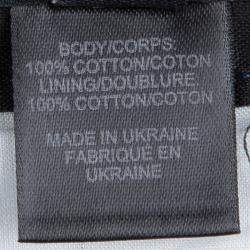 BODY/CORPS:
100% COTTON/COTON
LINING/DOUBLURE:
100% COTTON/COTON
MADE IN UKRAINE
FABRIQUÉ EN
UKRAINE